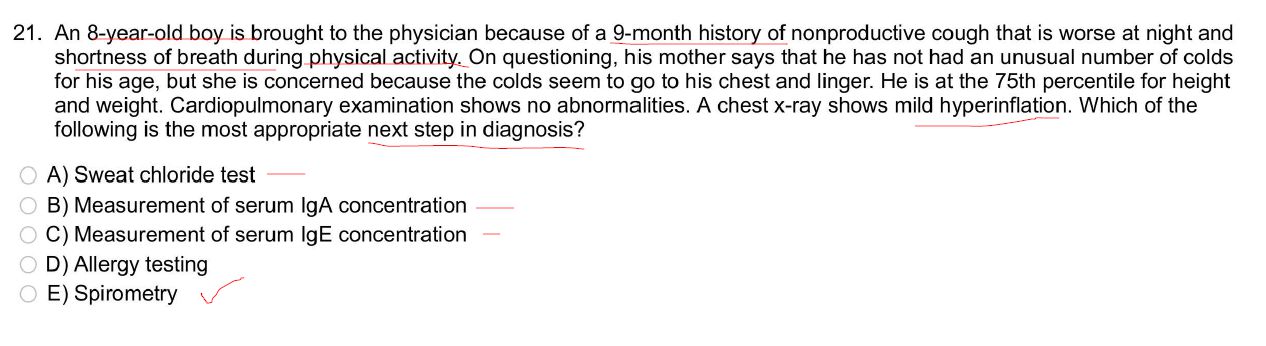 21. An 8-year-old boy is brought to the physician because of a 9-month history of nonproductive cough that is worse at night and
shortness of breath during physical activity. On questioning, his mother says that he has not had an unusual number of colds
for his age, but she is concerned because the colds seem to go to his chest and linger. He is at the 75th percentile for height
and weight. Cardiopulmonary examination shows no abnormalities. A chest x-ray shows mild hyperinflation. Which of the
following is the most appropriate next step in diagnosis?
A) Sweat chloride test
B) Measurement of serum IgA concentration
C) Measurement of serum IgE concentration
D) Allergy testing
E) Spirometry